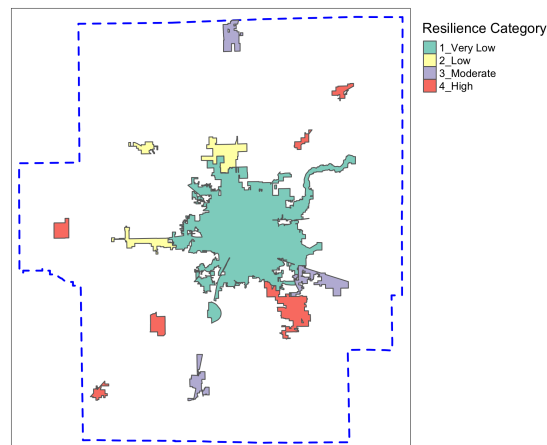 Resilience Category
1_Very Low
2_Low
3_Moderate
4_High